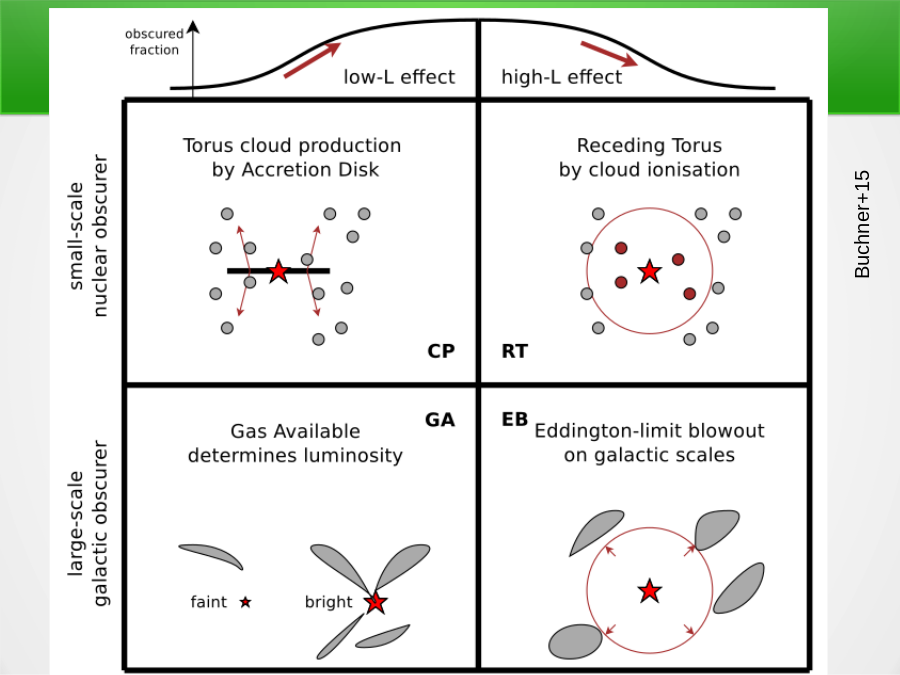 obscured
fraction
low-L effect
high-L effect
small-scale
nuclear obscurer
Torus cloud production
by Accretion Disk
CP
Receding Torus
by cloud ionisation
RT
Buchner+15
large-scale
galactic obscurer
GA
Gas Available
determines luminosity
faint
bright
EB
Eddington-limit blowout
on galactic scales